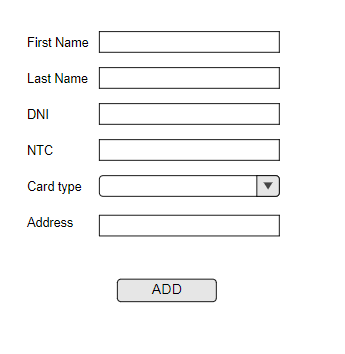 First Name
Last Name
DNI
NTC
Card type
Address
ADD